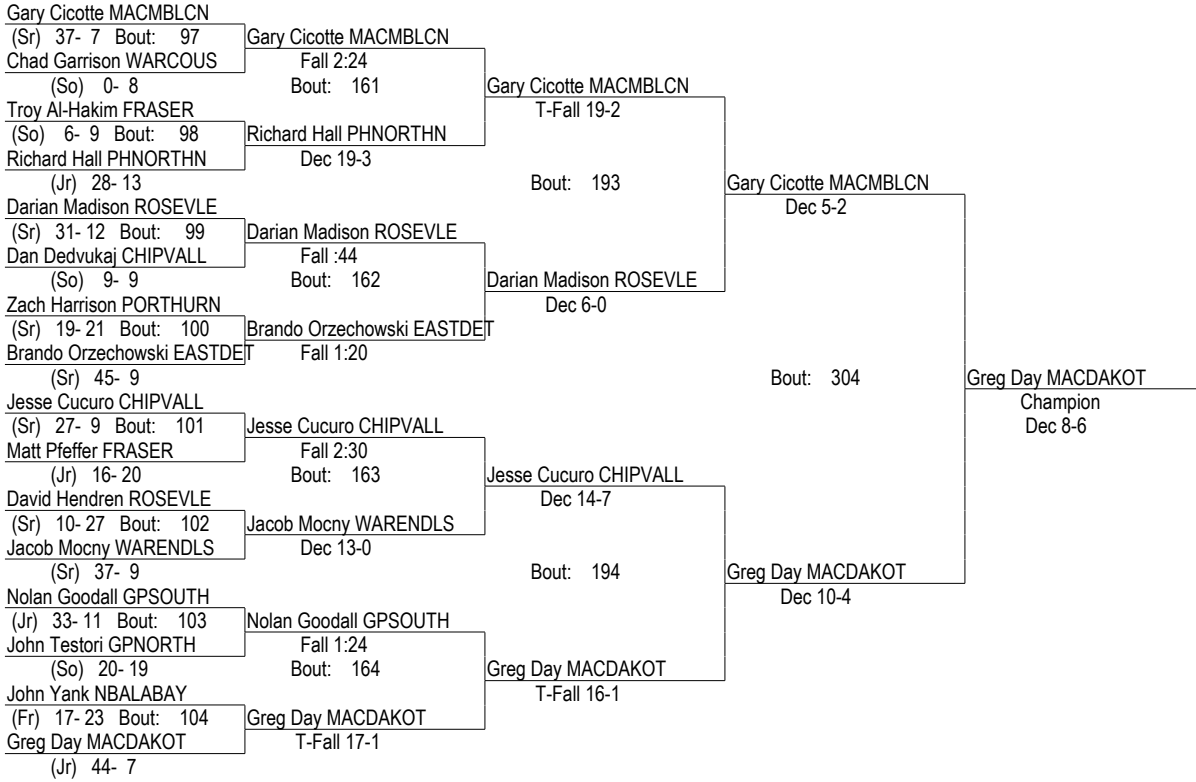 Gary Cicotte MACMBLCN
(Sr) 37- 7 Bout: 97
Gary Cicotte MACMBLCN
Chad Garrison WARCOUS
Fall 2:24
(So) 0- 8
Bout: 161
Gary Cicotte MACMBLCN
Troy Al-Hakim FRASER
T-Fall 19-2
(So) 6- 9 Bout: 98
Richard Hall PHNORTHN
Richard Hall PHNORTHN
Dec 19-3
(Jr) 28- 13
Bout: 193
Gary Cicotte MACMBLCN
Darian Madison ROSEVLE
Dec 5-2
(Sr) 31- 12 Bout: 99
Darian Madison ROSEVLE
Dan Dedvukaj CHIPVALL
Fall :44
(So) 9- 9
Bout: 162
Darian Madison ROSEVLE
Zach Harrison PORTHURN
Dec 6-0
(Sr) 19- 21 Bout: 100
Brando Orzechowski EASTDET
Brando Orzechowski EASTDET
Fall 1:20
(Sr) 45- 9
Bout: 304
Greg Day MACDAKOT
Jesse Cucuro CHIPVALL
Champion
(Sr) 27- 9 Bout: 101
Jesse Cucuro CHIPVALL
Dec 8-6
Matt Pfeffer FRASER
Fall 2:30
(Jr) 16- 20
Bout: 163
Jesse Cucuro CHIPVALL
David Hendren ROSEVLE
Dec 14-7
(Sr) 10- 27 Bout: 102
Jacob Mocny WARENDLS
Jacob Mocny WARENDLS
Dec 13-0
(Sr) 37- 9
Bout: 194
Greg Day MACDAKOT
Nolan Goodall GPSOUTH
Dec 10-4
(Jr) 33- 11 Bout: 103
Nolan Goodall GPSOUTH
John Testori GPNORTH
Fall 1:24
(So) 20- 19
Bout: 164
Greg Day MACDAKOT
John Yank NBALABAY
T-Fall 16-1
(Fr) 17- 23 Bout: 104
Greg Day MACDAKOT
Greg Day MACDAKOT
T-Fall 17-1
(Jr) 44- 7